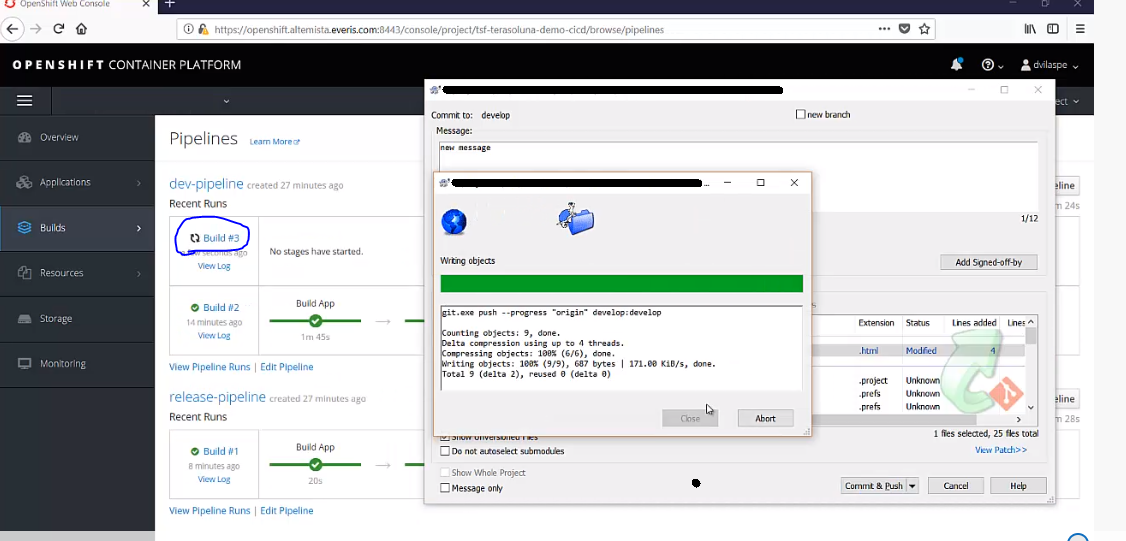 OpenShift Web Console
https://openshift.altemista.everis.com:8443/console/project/tsf-terasoluna-demo-cicd/browse/pipelines
OPENSHIFT CONTAINER PLATFORM
dvilaspe
Overview
Applications
Builds
Resources
Storage
Monitoring
Pipelines Learn More
dev-pipeline created 27 minutes ago
Recent Runs
Build #3
few seconds ago
View Log
No stages have started.
Build #2
14 minutes ago
View Log
Build App
1m 45s
View Pipeline Runs | Edit Pipeline
release-pipeline created 27 minutes ago
Recent Runs
Build #1
8 minutes ago
View Log
Build App
20s
View Pipeline Runs | Edit Pipeline
Commit to: develop
new branch
Message:
new message
1/12
Add Signed-off-by
Extension Status Lines added Lines
.html Modified 4
.project Unknown
.prefs Unknown
.prefs Unknown
1 files selected, 25 files total
View Patch>>
Show Unversioned Files
Do not autoselect submodules
Show Whole Project
Message only
Commit & Push
Cancel
Help
...
Writing objects
git.exe push --progress "origin" develop:develop
Counting objects: 9, done.
Delta compression using up to 4 threads.
Compressing objects: 100% (6/6), done.
Writing objects: 100% (9/9), 687 bytes | 171.00 KiB/s, done.
Total 9 (delta 2), reused 0 (delta 0)
Close
Abort
ect
eline
24s
eline
28s